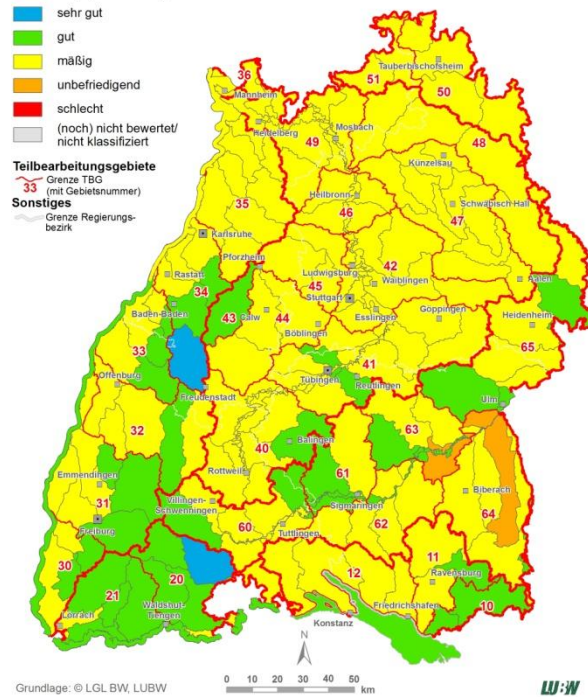 sehr gut
gut
mäßig
unbefriedigend
schlecht
(noch) nicht bewertet/
nicht klassifiziert
Teilbearbeitungsgebiete
33 Grenze TBG
(mit Gebietsnummer)
Sonstiges
Grenze Regierungs-
bezirk
36
Mannheim
Tauberbischofsheim
51
50
Heidelberg
Mosbach
49
48
Künzelsau
Heilbronn
Schwäbisch Hall
35
46
47
Karlsruhe
Pforzheim
Ludwigsburg
42
Rastatt
34
45
Stuttgart
Waiblingen
Aalen
Baden-Baden
43
Calw
44
Esslingen
Göppingen
Heidenheim
Böblingen
65
33
41
Offenburg
Tübingen
Reutlingen
Freudenstadt
Ulm
32
63
Balingen
40
Emmendingen
Rottweil
61
31
Biberach
Villingen-
Schwenningen
Sigmaringen
64
Freiburg
60
62
Tuttlingen
30
11
20
12
Ravensburg
21
Lörrach
Waldshut-
Tiengen
Friedrichshafen
10
Konstanz
N
Grundlage: © LGL BW, LUBW
0 10 20 30 40 50
km
LUBW